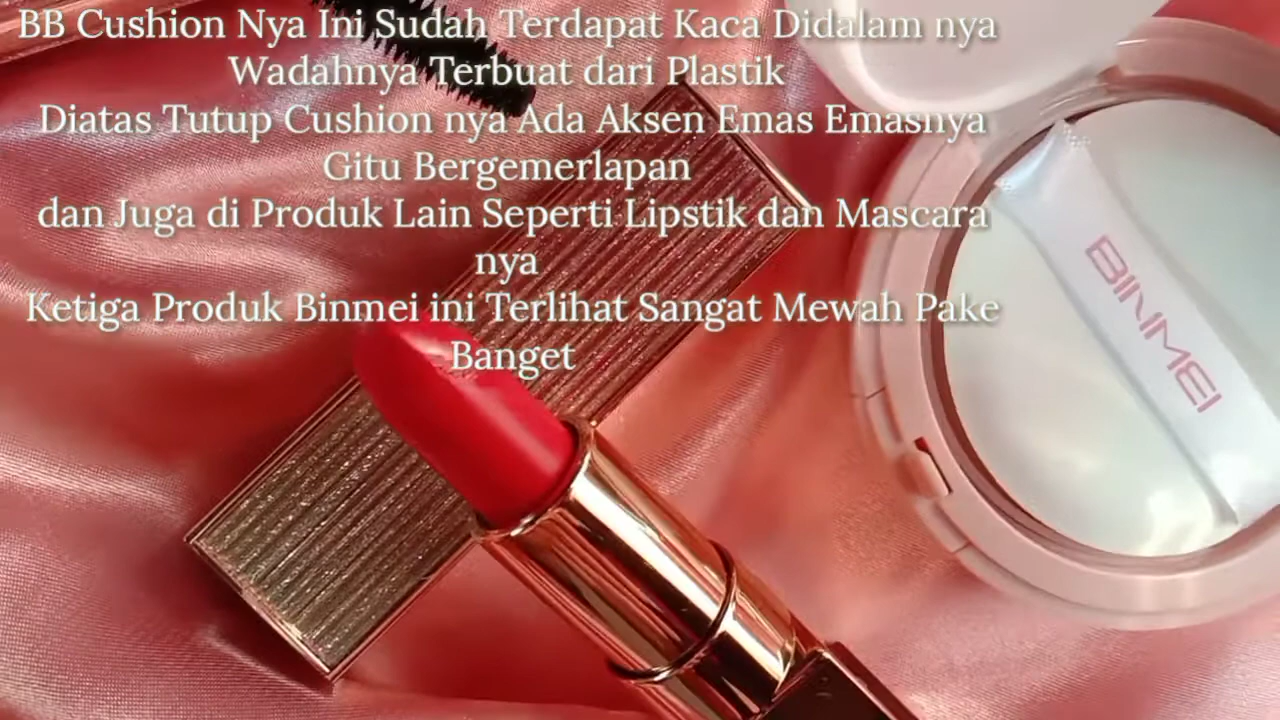 BB Cushion Nya Ini Sudah Terdapat Kaca Didalam nya
Wadahnya Terbuat dari Plastik
Diatas Tutup Cushion nya Ada Aksen Emas Emasnya
Gitu Bergemerlapan
dan Juga di Produk Lain Seperti Lipstik dan Mascara
nya
Ketiga Produk Binmei ini Terlihat Sangat Mewah Pake
Banget
BINMEI